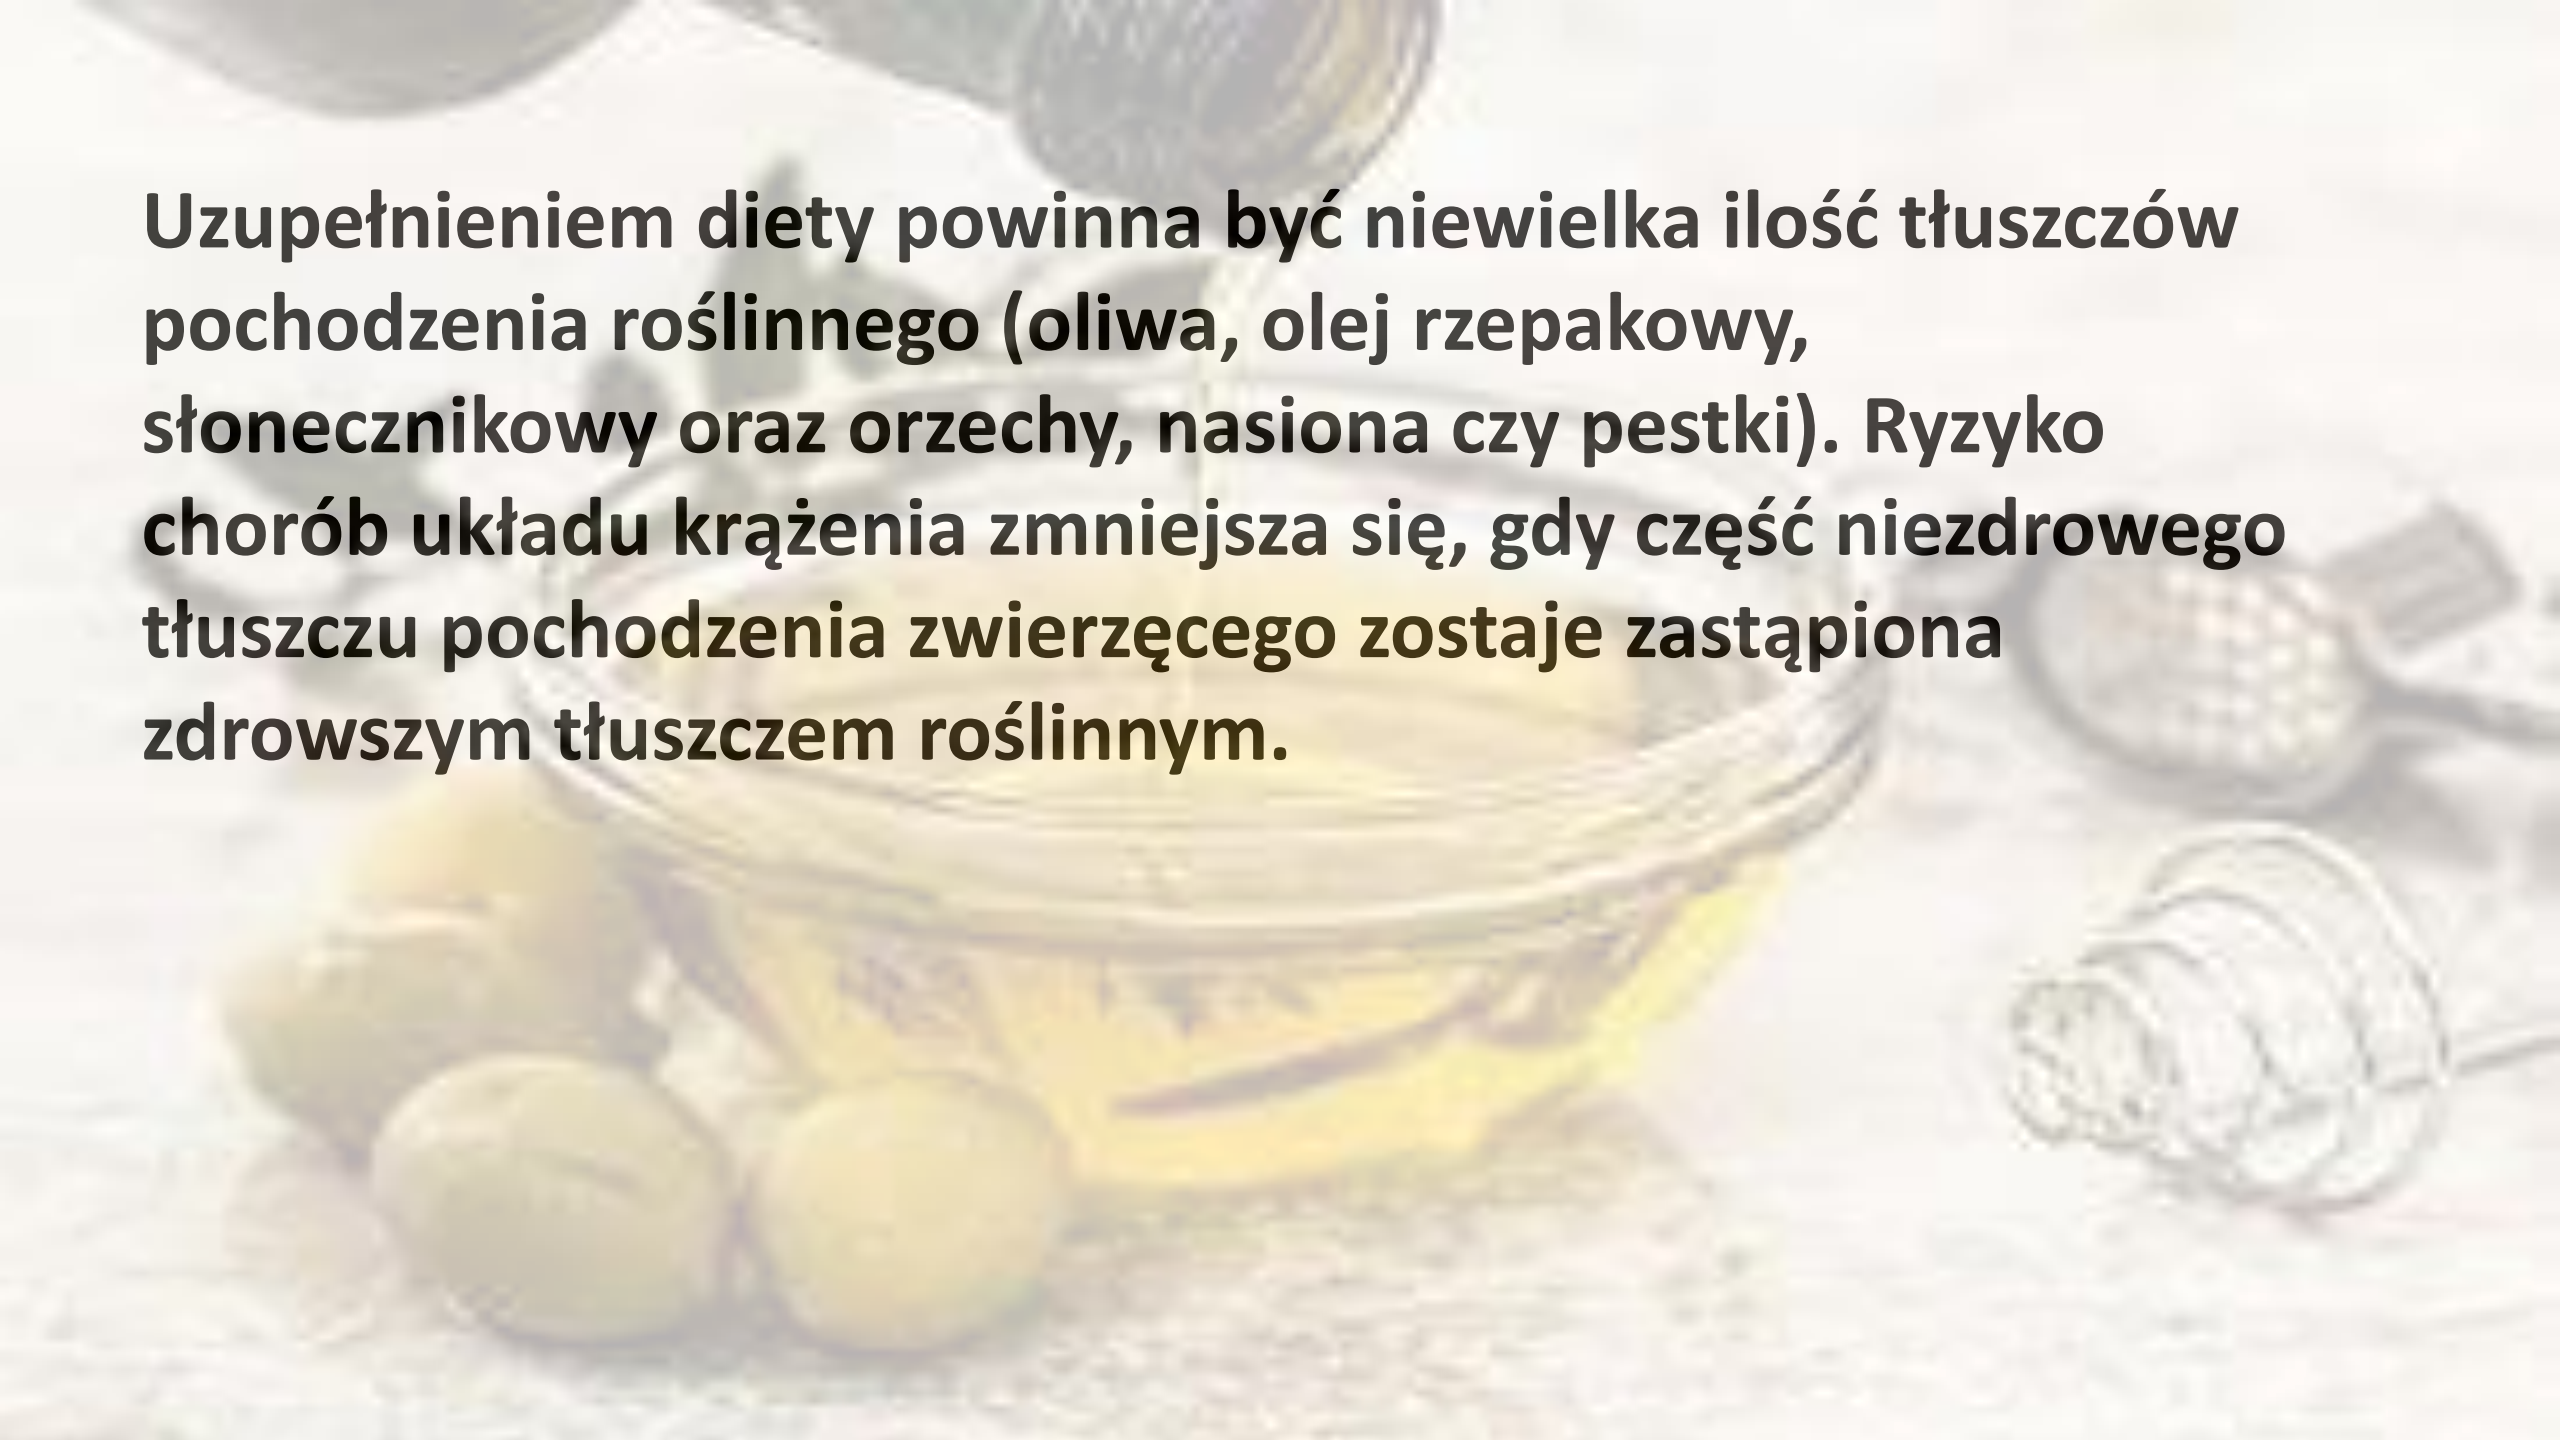 Uzupełnieniem diety powinna być niewielka ilość tłuszczów
pochodzenia roślinnego (oliwa, olej rzepakowy,
słonecznikowy oraz orzechy, nasiona czy pestki). Ryzyko
chorób układu krążenia zmniejsza się, gdy część niezdrowego
tłuszczu pochodzenia zwierzęcego zostaje zastąpiona
zdrowszym tłuszczem roślinnym.